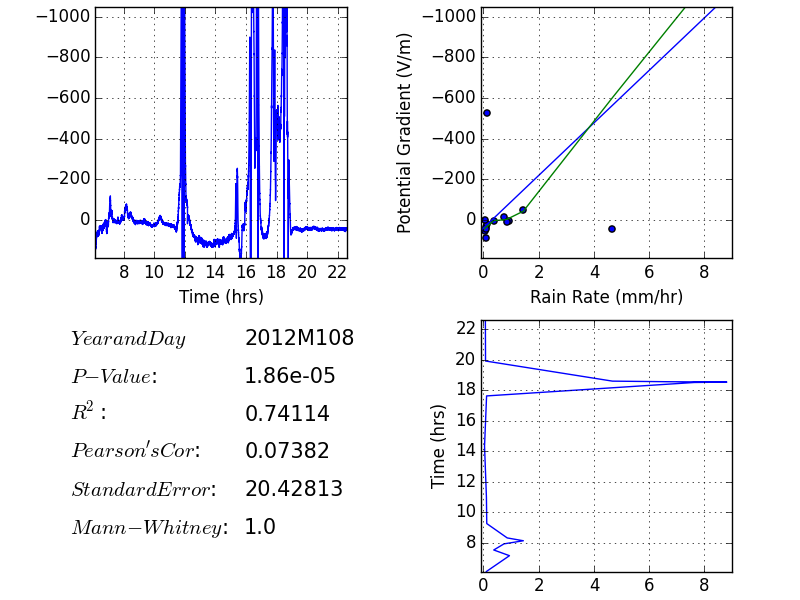 −1000
−800
−600
−400
−200
0
8 10 12 14 16 18 20 22
Time (hrs)
Potential Gradient (V/m)
−1000
−800
−600
−400
−200
0
0 2 4 6 8
Rain Rate (mm/hr)
YearandDay 2012M108
P−Value: 1.86e-05
R²: 0.74114
Pearson'sCor: 0.07382
StandardError: 20.42813
Mann−Whitney: 1.0
Time (hrs)
22
20
18
16
14
12
10
8
0 2 4 6 8